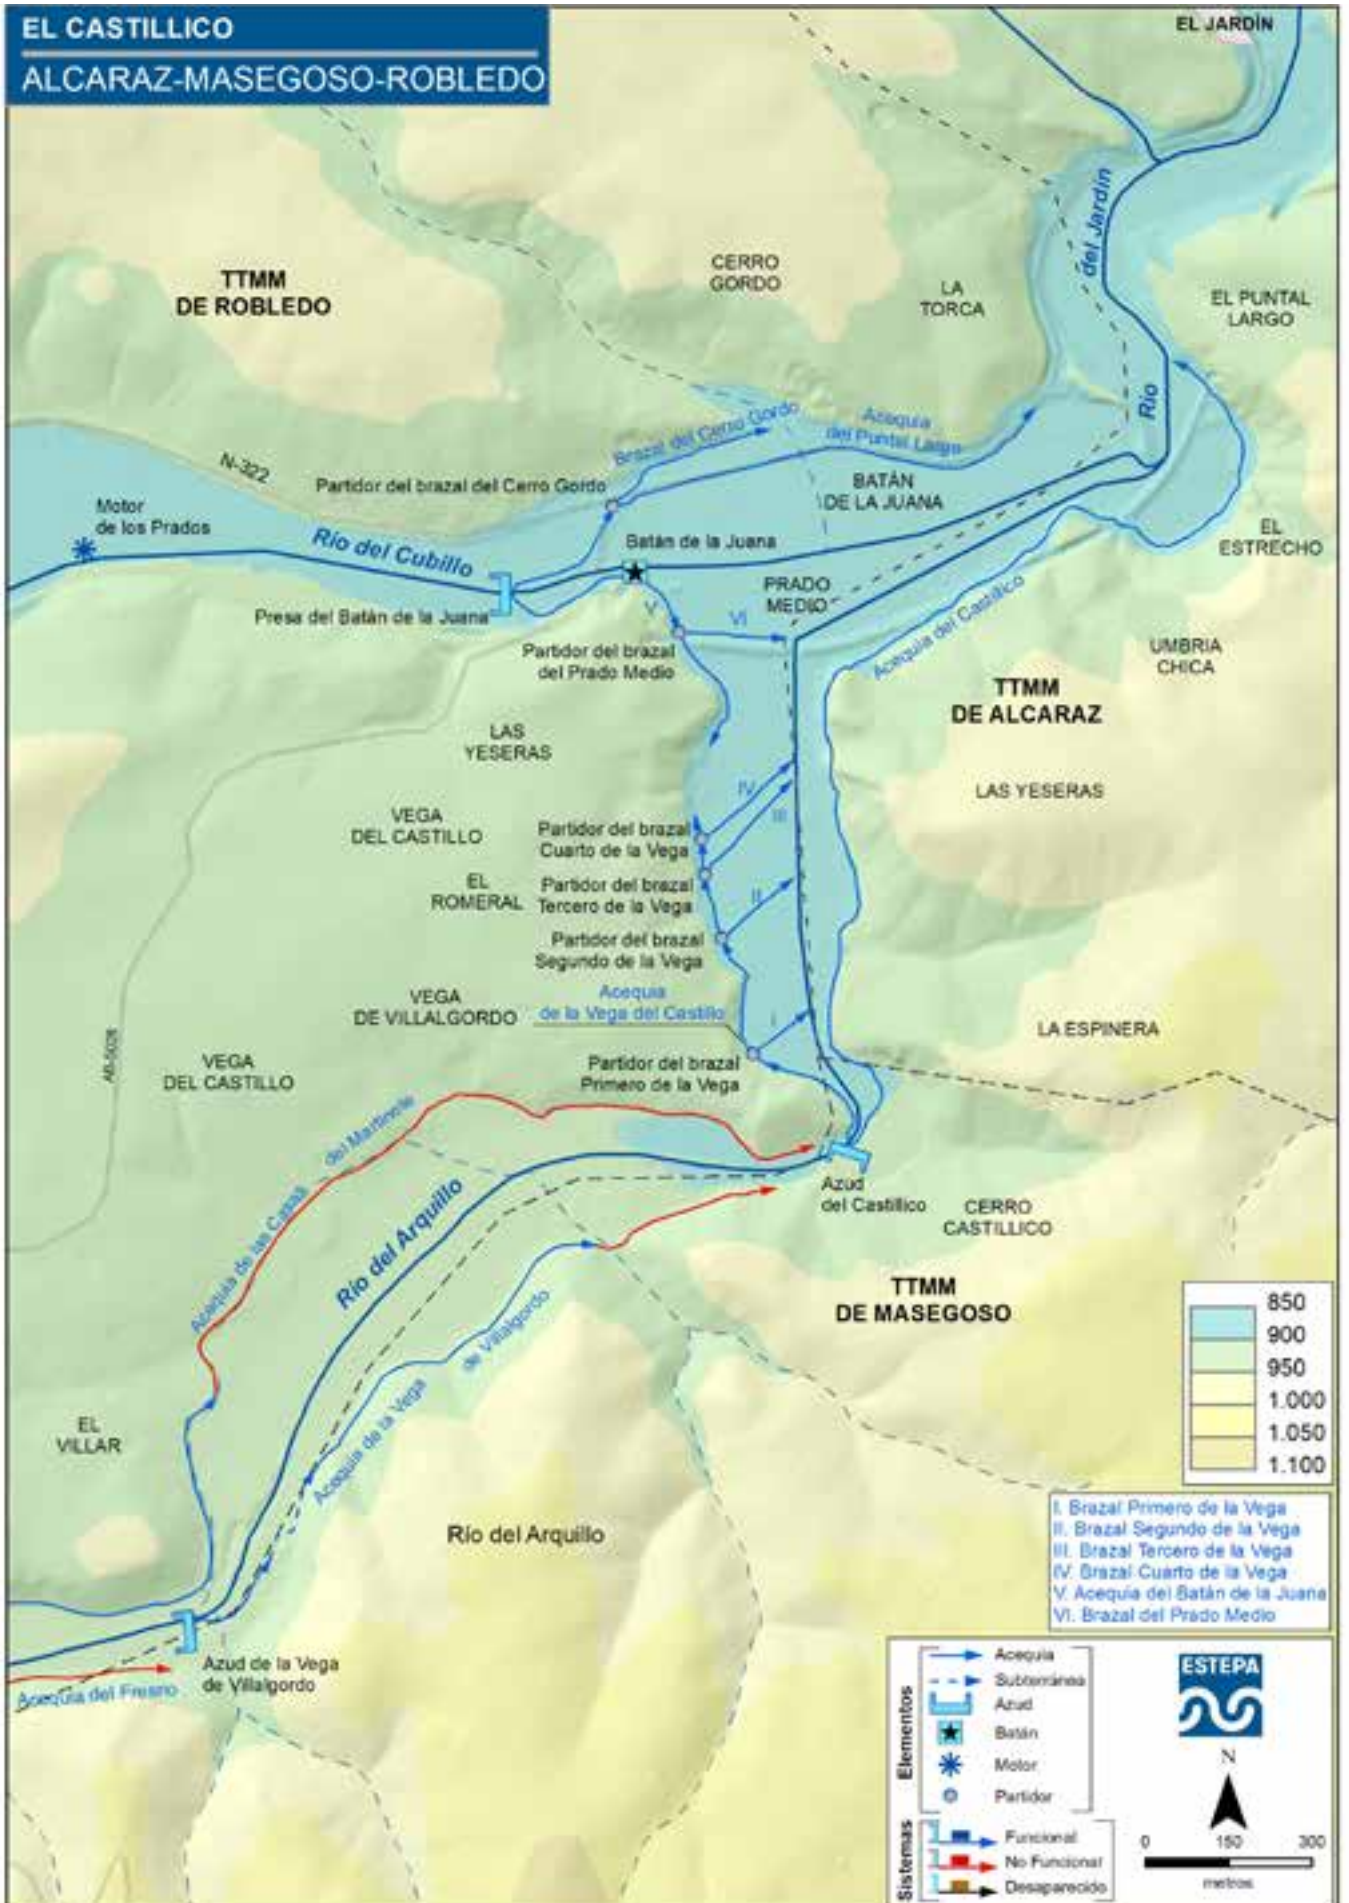 EL CASTILLICO
ALCARAZ-MASEGOSO-ROBLEDO
EL JARDÍN
del Jardín
TTMM
DE ROBLEDO
CERRO
GORDO
LA
TORCA
EL PUNTAL
LARGO
Río
Brazal del Cerro Gordo
Acequia
del Puntal Largo
N-322
Partidor del brazal del Cerro Gordo
BATÁN
DE LA JUANA
Motor
de los Prados
Río del Cubillo
Batán de la Juana
EL
ESTRECHO
PRADO
MEDIO
Presa del Batán de la Juana
V
VI
Acequia del Castillico
Partidor del brazal
del Prado Medio
UMBRIA
CHICA
TTMM
DE ALCARAZ
LAS
YESERAS
IV
LAS YESERAS
III
VEGA
DEL CASTILLO
Partidor del brazal
Cuarto de la Vega
EL
ROMERAL
Partidor del brazal
Tercero de la Vega
II
Partidor del brazal
Segundo de la Vega
VEGA
DE VILLALGORDO
Acequia
de la Vega del Castillo
I
LA ESPINERA
AB-5026
VEGA
DEL CASTILLO
Partidor del brazal
Primero de la Vega
Acequia de las Casas del Martinete
Azud
del Castillico
Río del Arquillo
CERRO
CASTILLICO
TTMM
DE MASEGOSO
Acequia de la Vega de Villalgordo
EL
VILLAR
Río del Arquillo
850
900
950
1.000
1.050
1.100
I. Brazal Primero de la Vega
II. Brazal Segundo de la Vega
III. Brazal Tercero de la Vega
IV. Brazal Cuarto de la Vega
V. Acequia del Batán de la Juana
VI. Brazal del Prado Medio
Azud de la Vega
de Villalgordo
Acequia del Fresno
Elementos
Acequia
Subterránea
Azud
Batán
Motor
Partidor
Sistemas
Funcional
No Funcional
Desaparecido
ESTEPA
N
0 150 300
metros